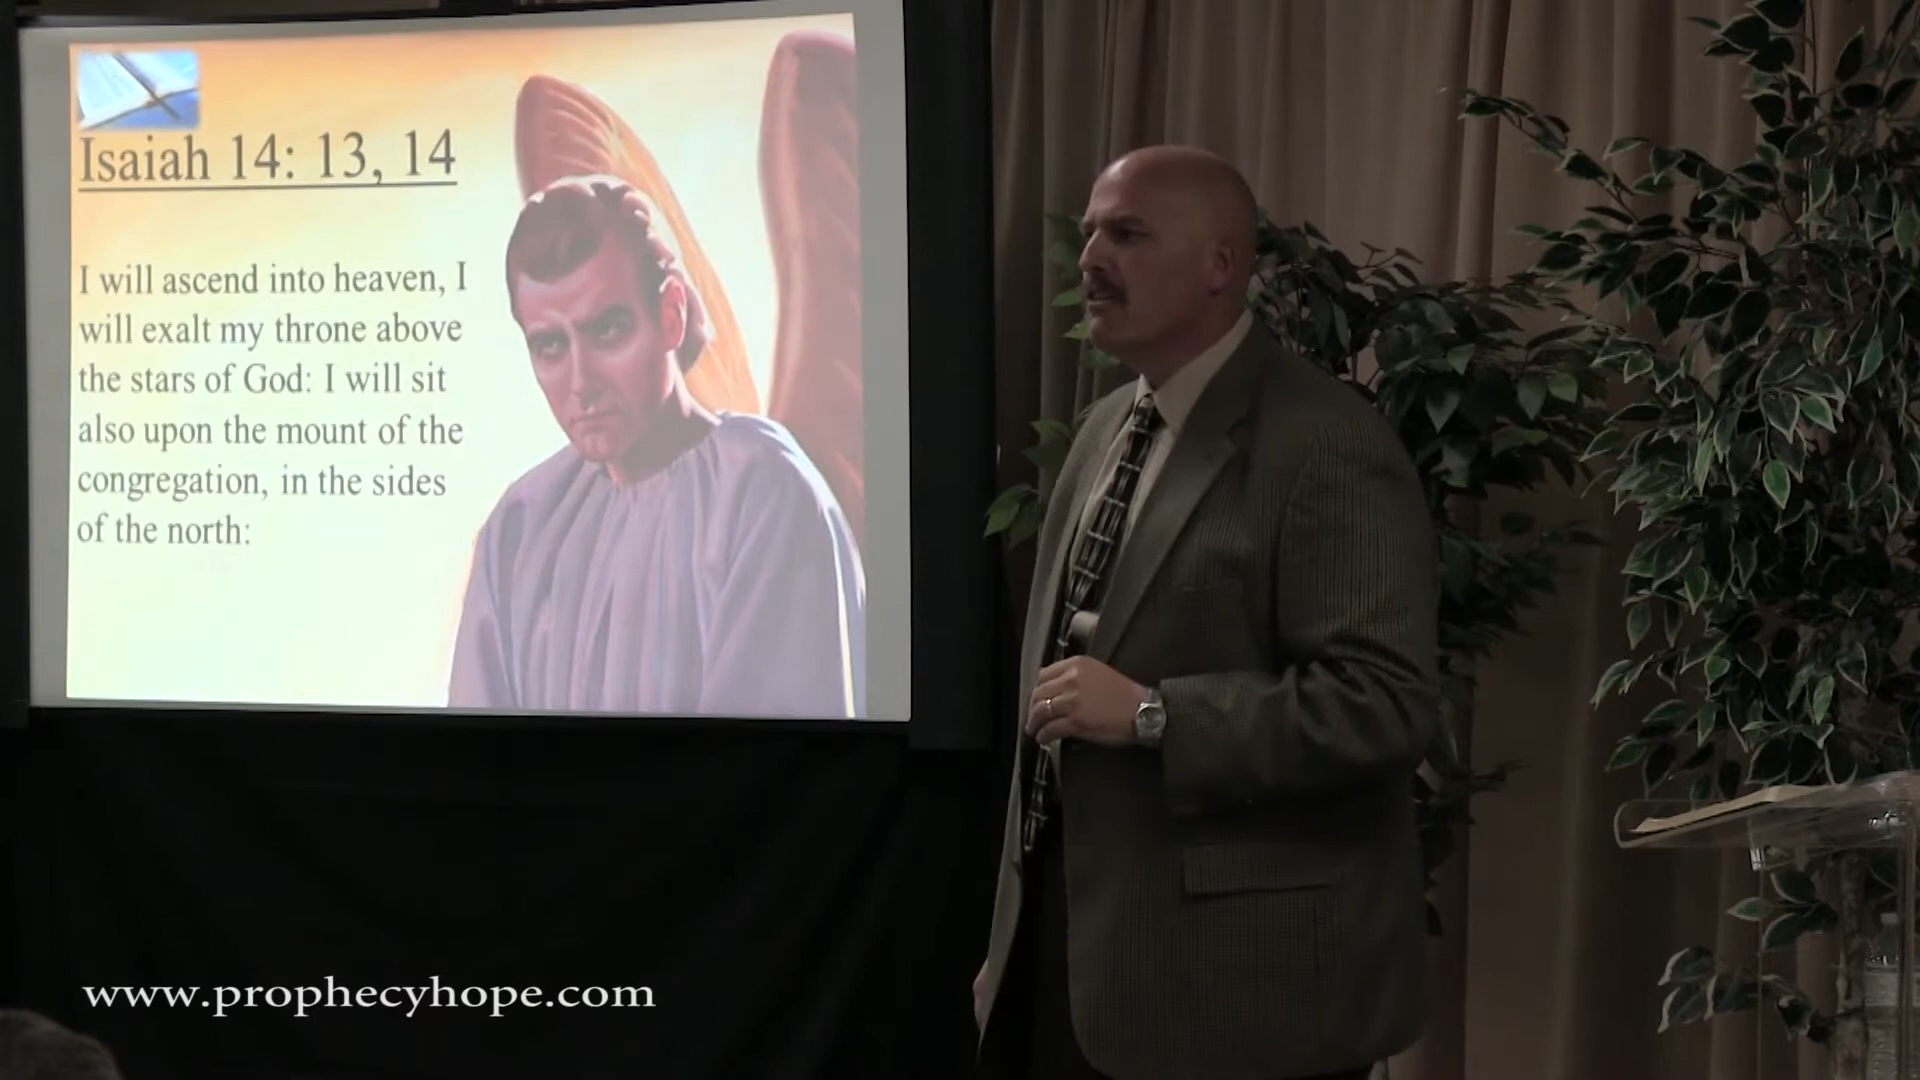 Isaiah 14: 13, 14
I will ascend into heaven, I
will exalt my throne above
the stars of God: I will sit
also upon the mount of the
congregation, in the sides
of the north:
www.prophecyhope.com